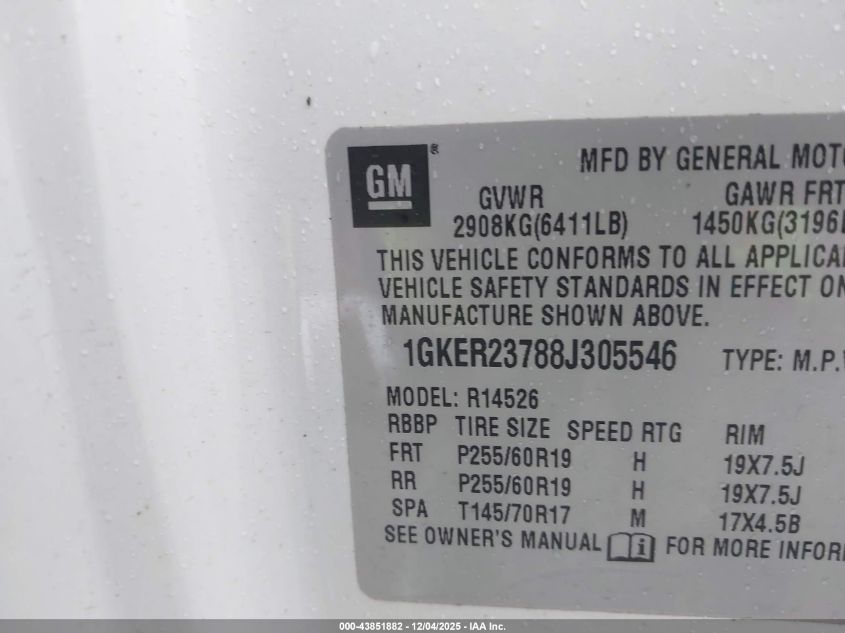 GM®
MFD BY GENERAL MOTO
GVWR GAWR FRT
2908KG(6411LB) 1450KG(3196L
THIS VEHICLE CONFORMS TO ALL APPLICA
VEHICLE SAFETY STANDARDS IN EFFECT ON
MANUFACTURE SHOWN ABOVE.
1GKER23788J305546 TYPE: M.P.V
MODEL: R14526
RBBP TIRE SIZE SPEED RTG RIM
FRT P255/60R19 H 19X7.5J
RR P255/60R19 H 19X7.5J
SPA T145/70R17 M 17X4.5B
SEE OWNER'S MANUAL i FOR MORE INFOR
000-43851882 - 12/04/2025 - IAA Inc.